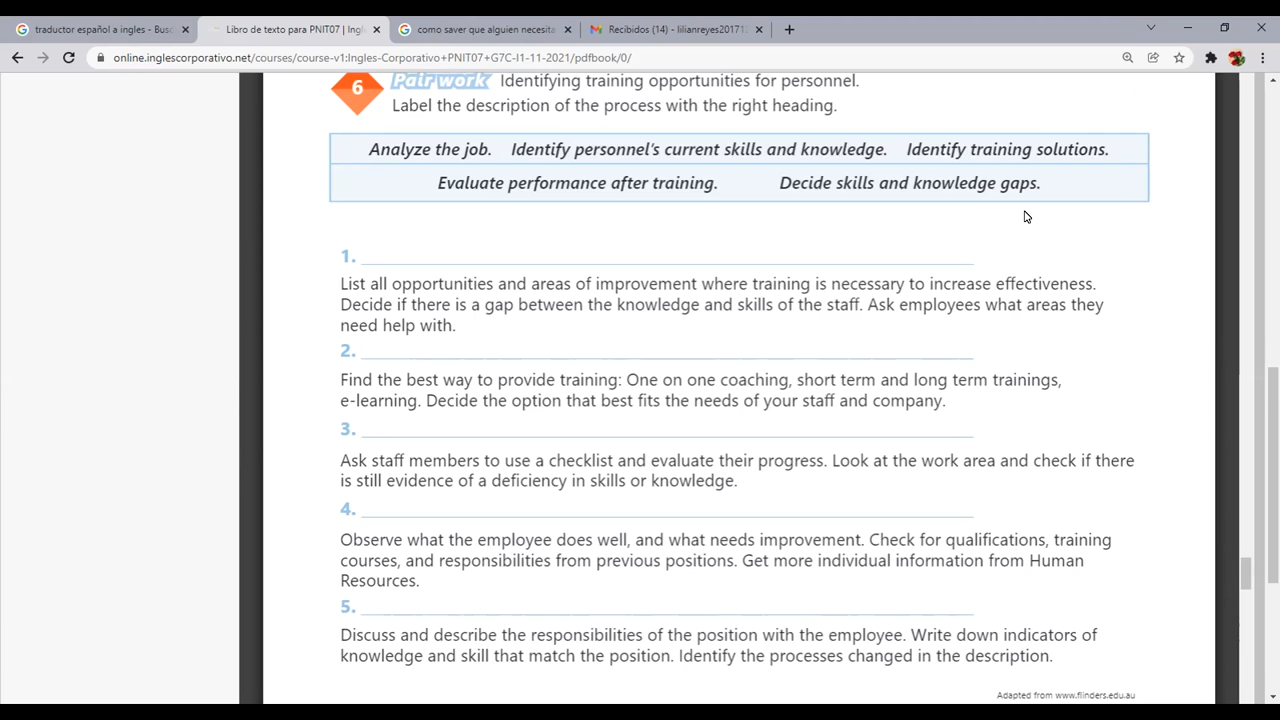 traductor español a ingles - Busc
Libro de texto para PNIT07 | Ingl
como saver que alguien necesita
Recibidos (14) - lilianreyes2017
online.inglescorporativo.net/courses/course-v1:Ingles-Corporativo+PNIT07+G7C-I1-11-2021/pdfbook/0/
6 Pair work Identifying training opportunities for personnel.
Label the description of the process with the right heading.
Analyze the job. Identify personnel's current skills and knowledge. Identify training solutions.
Evaluate performance after training. Decide skills and knowledge gaps.
1.
List all opportunities and areas of improvement where training is necessary to increase effectiveness.
Decide if there is a gap between the knowledge and skills of the staff. Ask employees what areas they
need help with.
2.
Find the best way to provide training: One on one coaching, short term and long term trainings,
e-learning. Decide the option that best fits the needs of your staff and company.
3.
Ask staff members to use a checklist and evaluate their progress. Look at the work area and check if there
is still evidence of a deficiency in skills or knowledge.
4.
Observe what the employee does well, and what needs improvement. Check for qualifications, training
courses, and responsibilities from previous positions. Get more individual information from Human
Resources.
5.
Discuss and describe the responsibilities of the position with the employee. Write down indicators of
knowledge and skill that match the position. Identify the processes changed in the description.
Adapted from www.flinders.edu.au